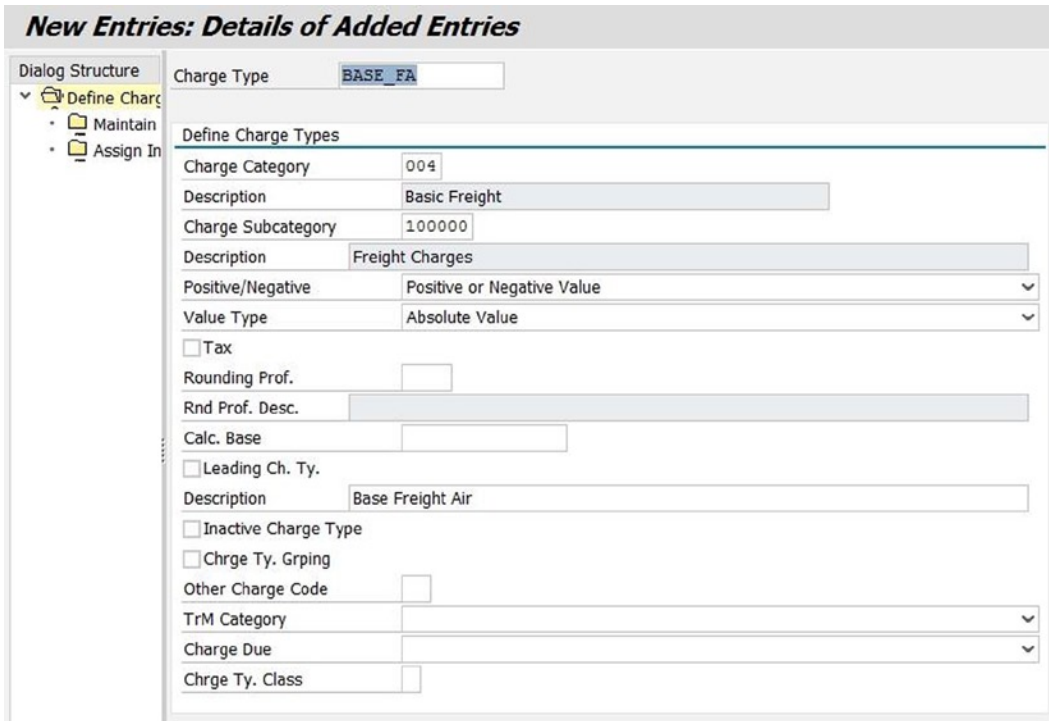 New Entries: Details of Added Entries
Dialog Structure
Define Charg
Maintain
Assign In
Charge Type BASE_FA
Define Charge Types
Charge Category 004
Description Basic Freight
Charge Subcategory 100000
Description Freight Charges
Positive/Negative Positive or Negative Value
Value Type Absolute Value
Tax
Rounding Prof.
Rnd Prof. Desc.
Calc. Base
Leading Ch. Ty.
Description Base Freight Air
Inactive Charge Type
Chrge Ty. Grping
Other Charge Code
TrM Category
Charge Due
Chrge Ty. Class